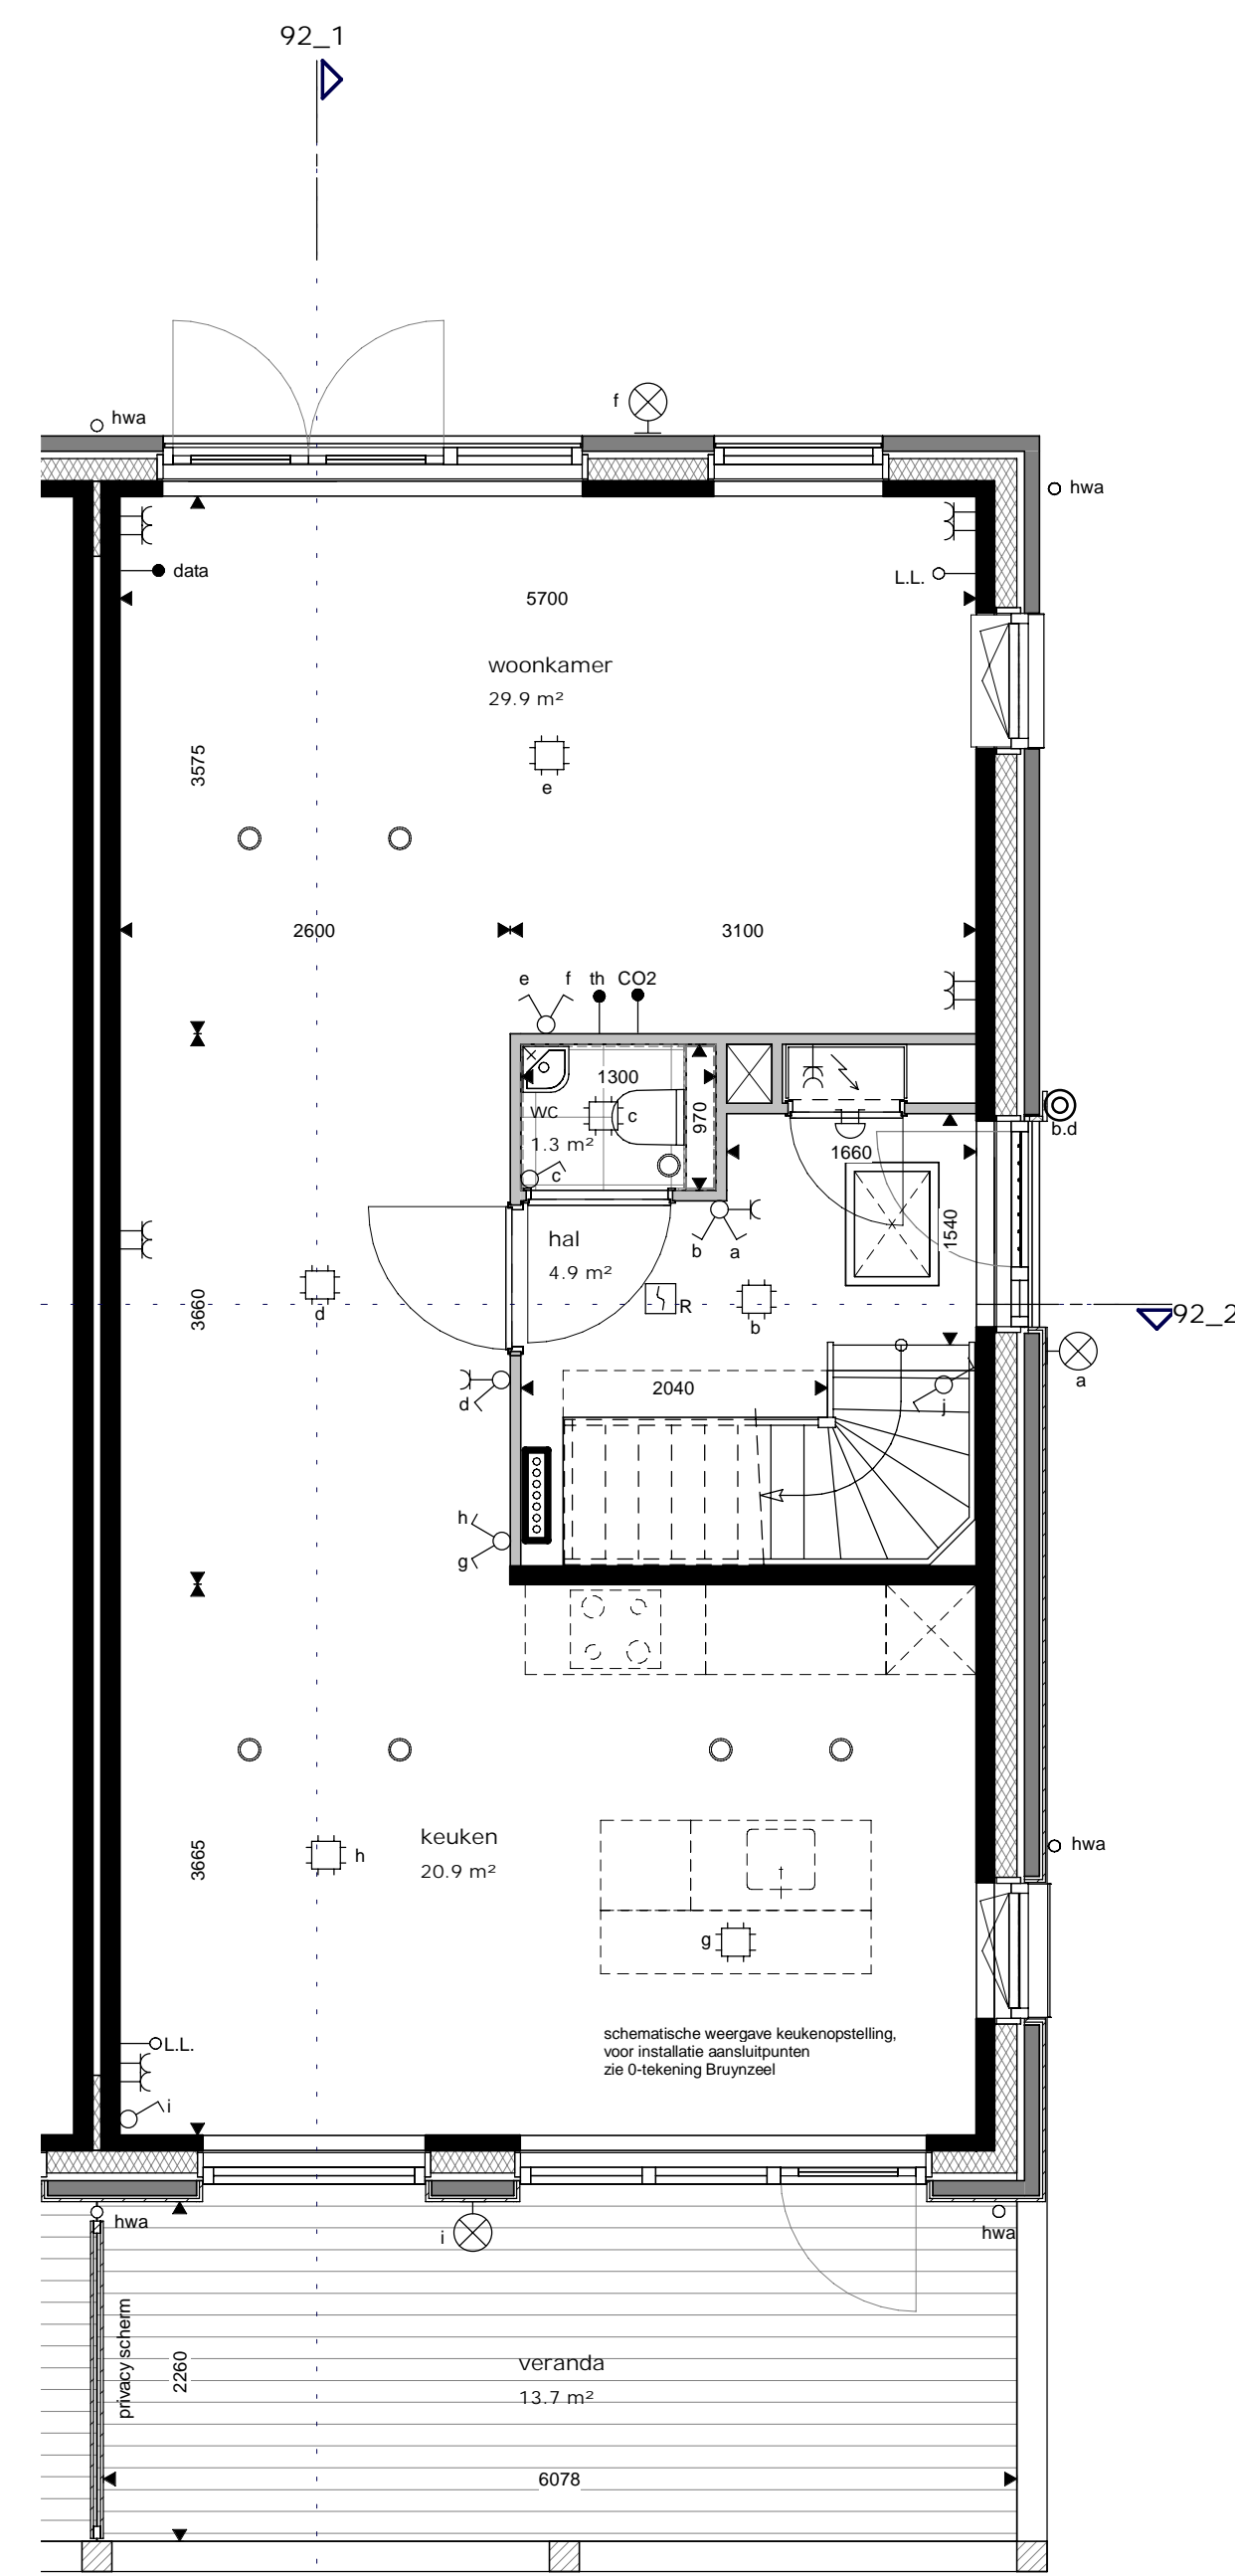 92_1
f
hwa
hwa
data
L.L.
5700
woonkamer
29.9 m²
3575
e
2600
3100
e
f
th
CO2
1300
wc
c
970
1.3 m²
c
b.d
1660
b
a
1540
hal
4.9 m²
d
3660
R
b
92_2
a
d
2040
j
h
g
keuken
20.9 m²
3665
h
hwa
g
schematische weergave keukenopstelling,
voor installatie aansluitpunten
zie 0-tekening Bruynzeel
L.L.
i
hwa
i
hwa
privacy scherm
2260
veranda
13.7 m²
6078